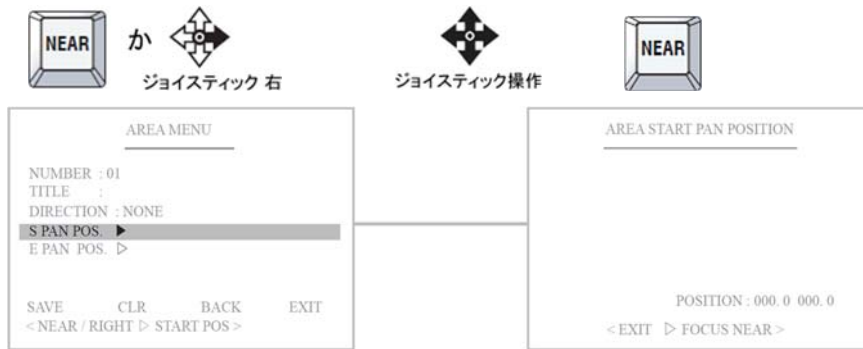 NEAR か
ジョイスティック 右
ジョイスティック操作
NEAR
AREA MENU
NUMBER : 01
TITLE :
DIRECTION : NONE
S PAN POS. ▶
E PAN POS. ▷
SAVE CLR BACK EXIT
< NEAR / RIGHT ▷ START POS >
AREA START PAN POSITION
POSITION : 000. 0 000. 0
< EXIT ▷ FOCUS NEAR >